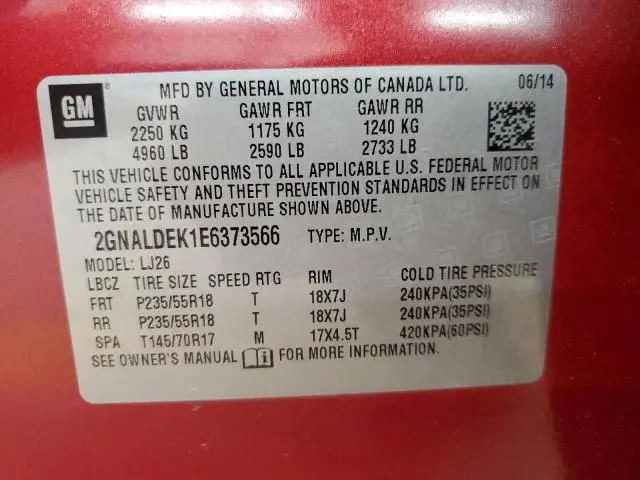 GM
MFD BY GENERAL MOTORS OF CANADA LTD. 06/14
GVWR GAWR FRT GAWR RR
2250 KG 1175 KG 1240 KG
4960 LB 2590 LB 2733 LB
THIS VEHICLE CONFORMS TO ALL APPLICABLE U.S. FEDERAL MOTOR
VEHICLE SAFETY AND THEFT PREVENTION STANDARDS IN EFFECT ON
THE DATE OF MANUFACTURE SHOWN ABOVE.
2GNALDEK1E6373566 TYPE: M.P.V.
MODEL: LJ26
LBCZ TIRE SIZE SPEED RTG RIM COLD TIRE PRESSURE
FRT P235/55R18 T 18X7J 240KPA(35PSI)
RR P235/55R18 T 18X7J 240KPA(35PSI)
SPA T145/70R17 M 17X4.5T 420KPA(60PSI)
SEE OWNER'S MANUAL FOR MORE INFORMATION.